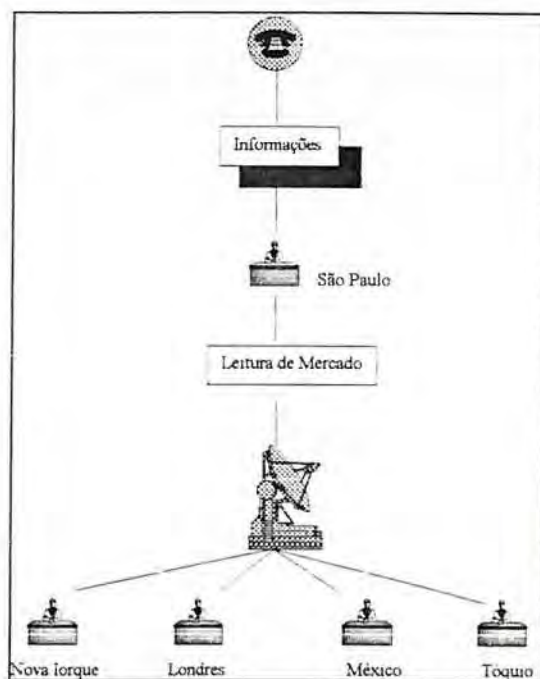 Informações
São Paulo
Leitura de Mercado
Nova Iorque Londres México Tóquio